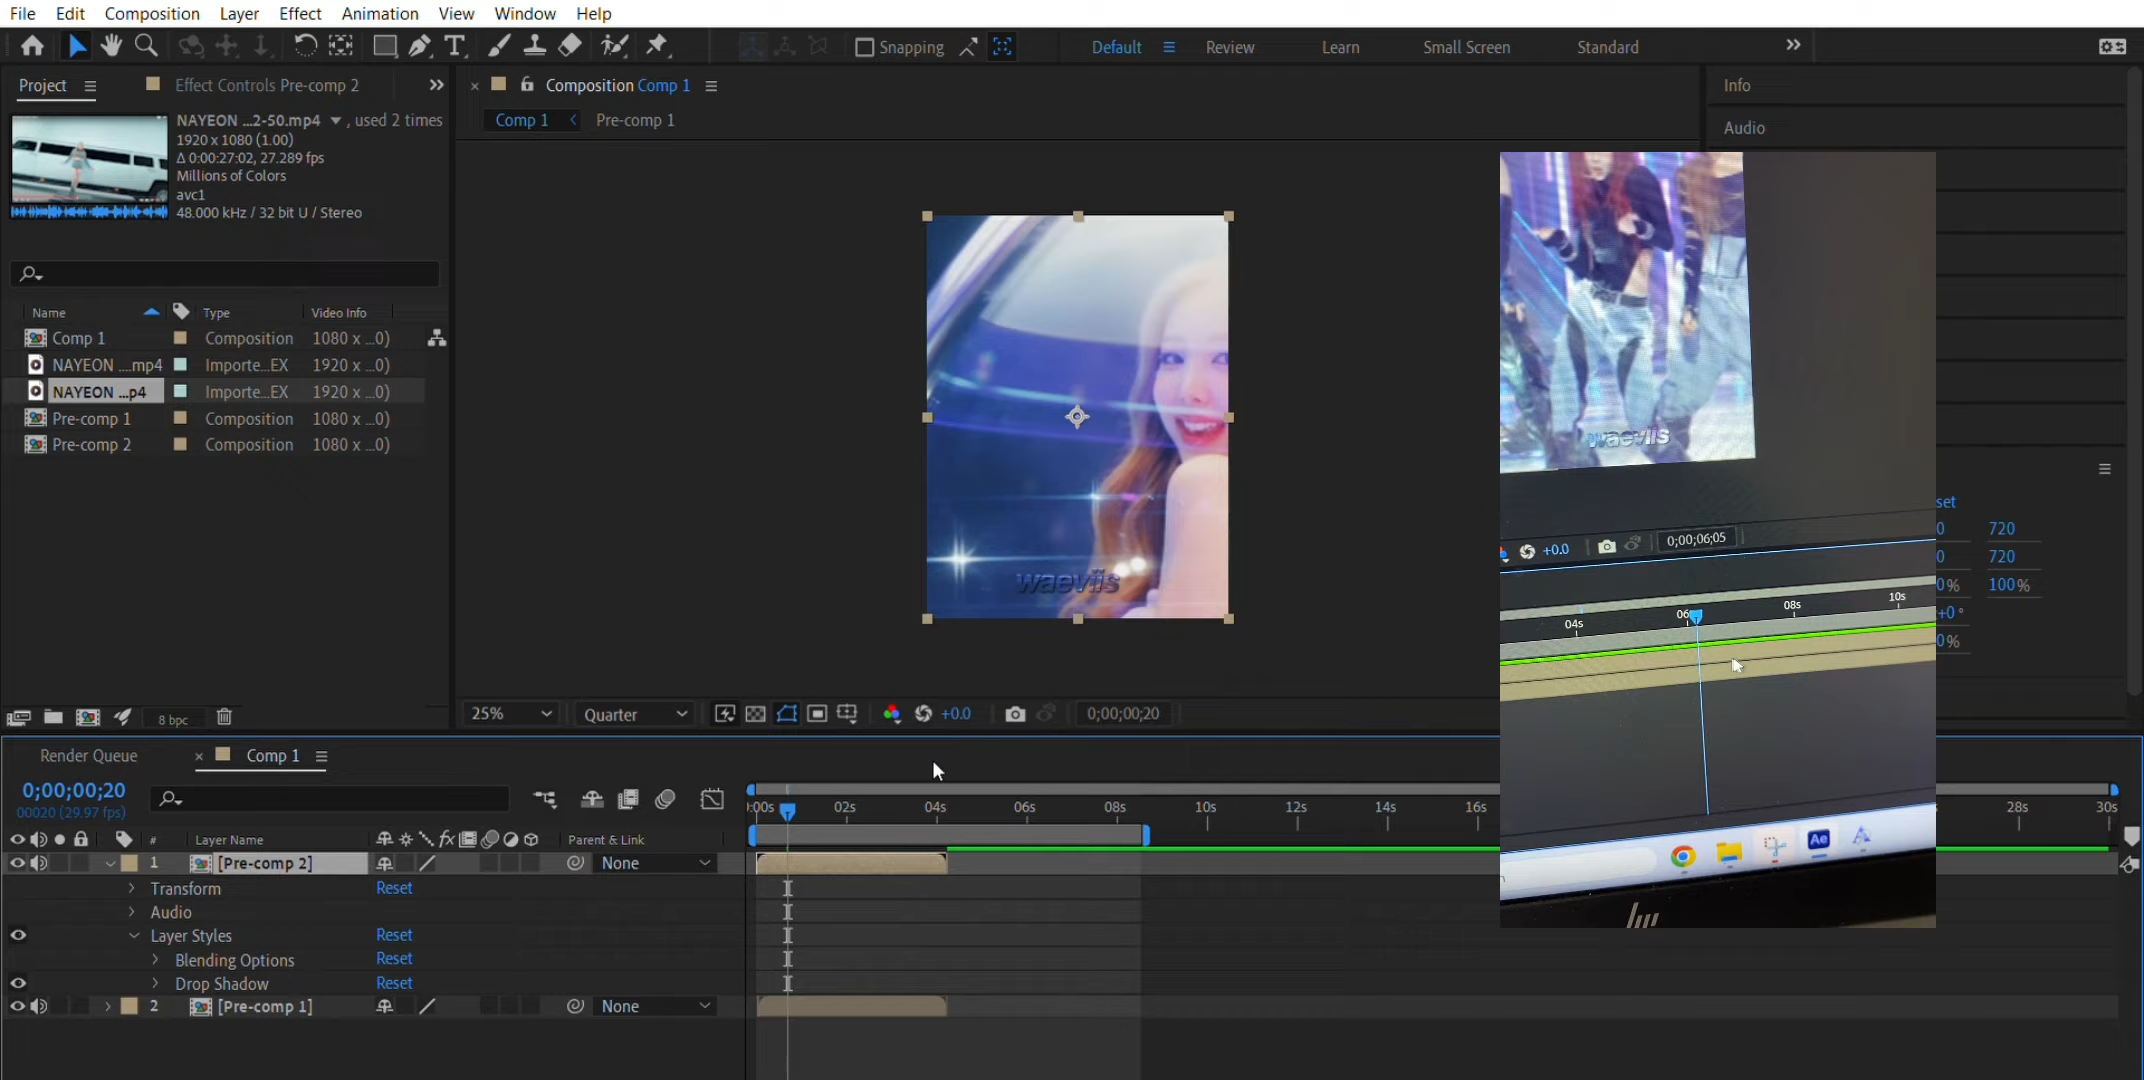 File Edit Composition Layer Effect Animation View Window Help
Snapping Default Review Learn Small Screen Standard
Project Effect Controls Pre-comp 2
NAYEON ...2-50.mp4 , used 2 times
1920 x 1080 (1.00)
Δ 0:00:27:02, 27.289 fps
Millions of Colors
avc1
48.000 kHz / 32 bit U / Stereo
Name Type Video Info
Comp 1 Composition 1080 x ...0)
NAYEON ....mp4 Importe...EX 1920 x ...0)
NAYEON ...p4 Importe...EX 1920 x ...0)
Pre-comp 1 Composition 1080 x ...0)
Pre-comp 2 Composition 1080 x ...0)
8 bpc
Composition Comp 1
Comp 1 Pre-comp 1
waeviis
25% Quarter +0.0 0;00;00;20
Info
Audio
waeviis
+0.0 0;00;06;05
04s 06 08s 10s
Ae
hp
set
0 720
0 720
0% 100%
+0°
0%
Render Queue Comp 1
0;00;00;20
00020 (29.97 fps)
:00s 02s 04s 06s 08s 10s 12s 14s 16s 28s 30s
# Layer Name fx Parent & Link
1 [Pre-comp 2] None
Transform Reset
Audio
Layer Styles Reset
Blending Options Reset
Drop Shadow Reset
2 [Pre-comp 1] None